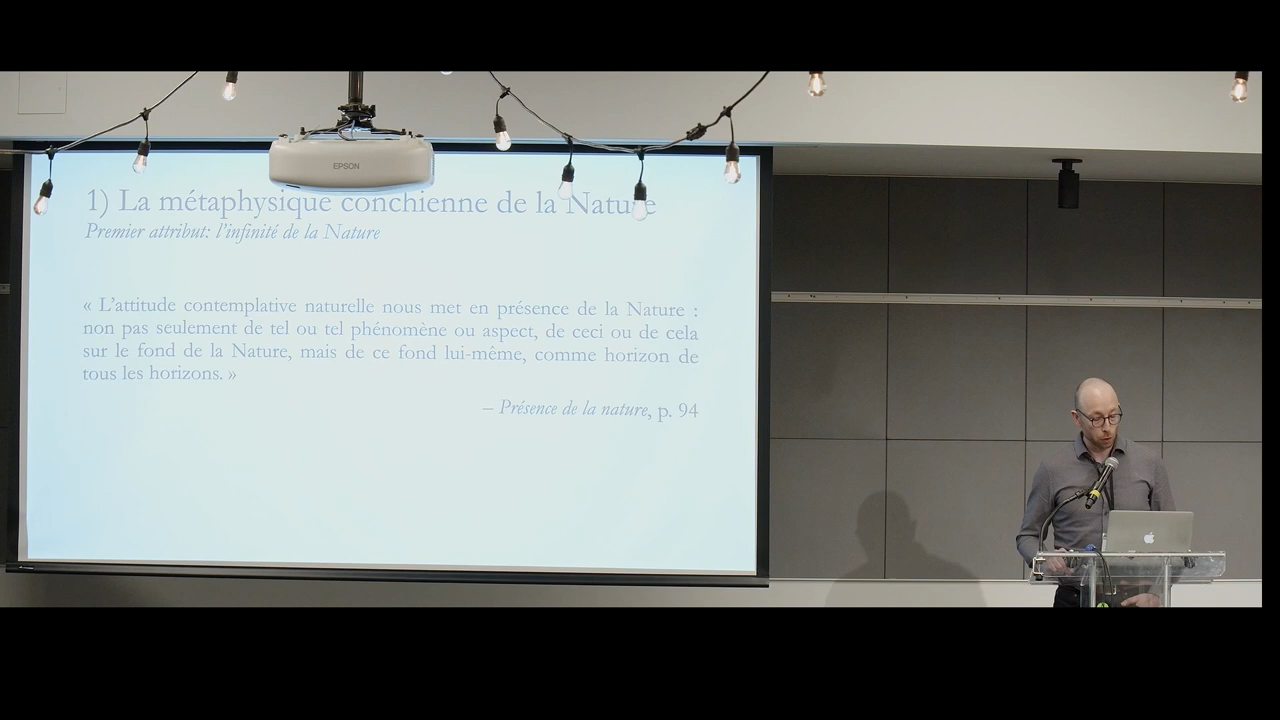 EPSON
1) La métaphysique conchienne de la Nature
Premier attribut: l'infinité de la Nature
« L'attitude contemplative naturelle nous met en présence de la Nature :
non pas seulement de tel ou tel phénomène ou aspect, de ceci ou de cela
sur le fond de la Nature, mais de ce fond lui-même, comme horizon de
tous les horizons. »
– Présence de la nature, p. 94